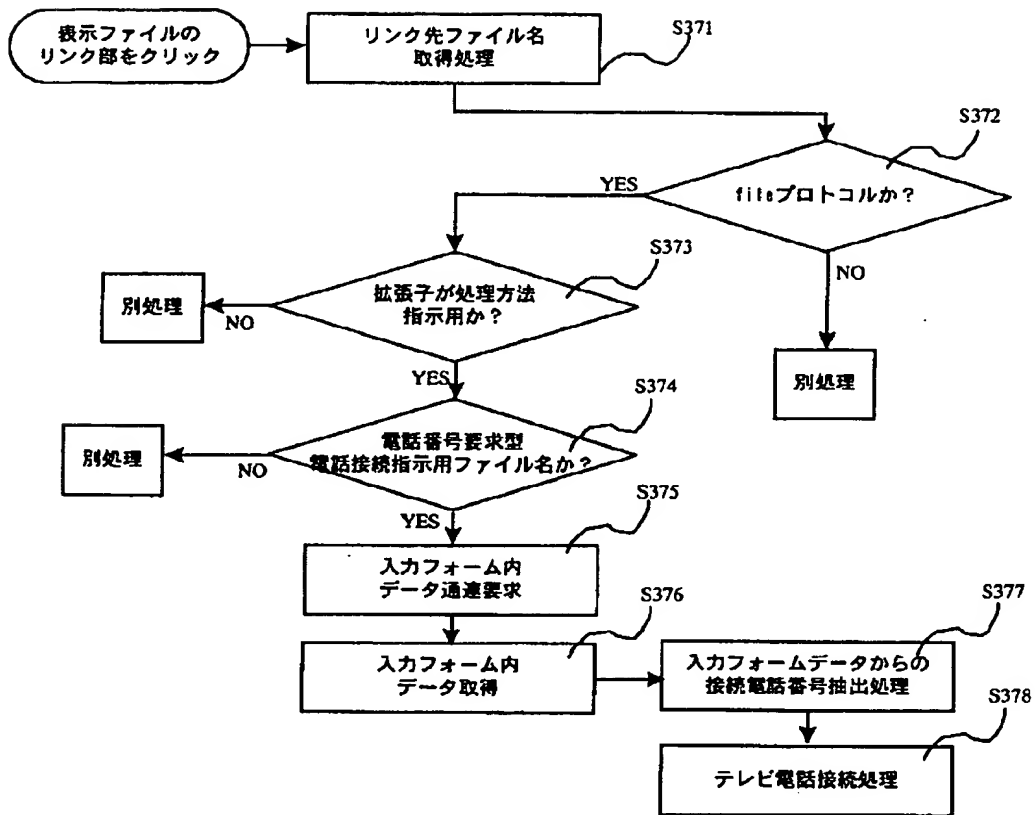 表示ファイルの
リンク部をクリック
リンク先ファイル名
取得処理
S371
S372
fileプロトコルか？
YES
NO
別処理
S373
拡張子が処理方法
指示用か？
NO
別処理
YES
S374
電話番号要求型
電話接続指示用ファイル名か？
NO
別処理
YES
S375
入力フォーム内
データ通達要求
S376
入力フォーム内
データ取得
S377
入力フォームデータからの
接続電話番号抽出処理
S378
テレビ電話接続処理